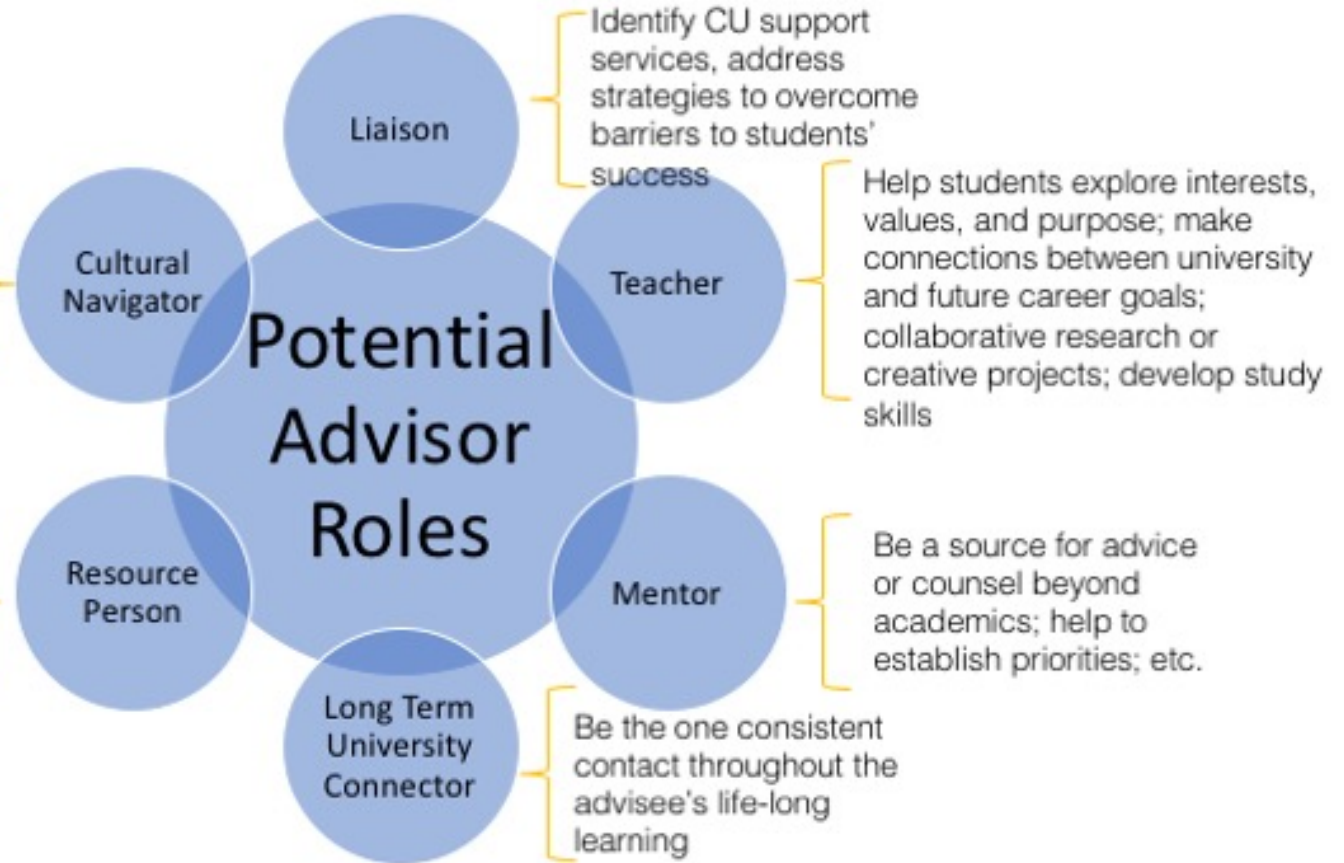 Liaison
Identify CU support
services, address
strategies to overcome
barriers to students'
success
Teacher
Help students explore interests,
values, and purpose; make
connections between university
and future career goals;
collaborative research or
creative projects; develop study
skills
Cultural
Navigator
Potential
Advisor
Roles
Resource
Person
Mentor
Be a source for advice
or counsel beyond
academics; help to
establish priorities; etc.
Long Term
University
Connector
Be the one consistent
contact throughout the
advisee's life-long
learning